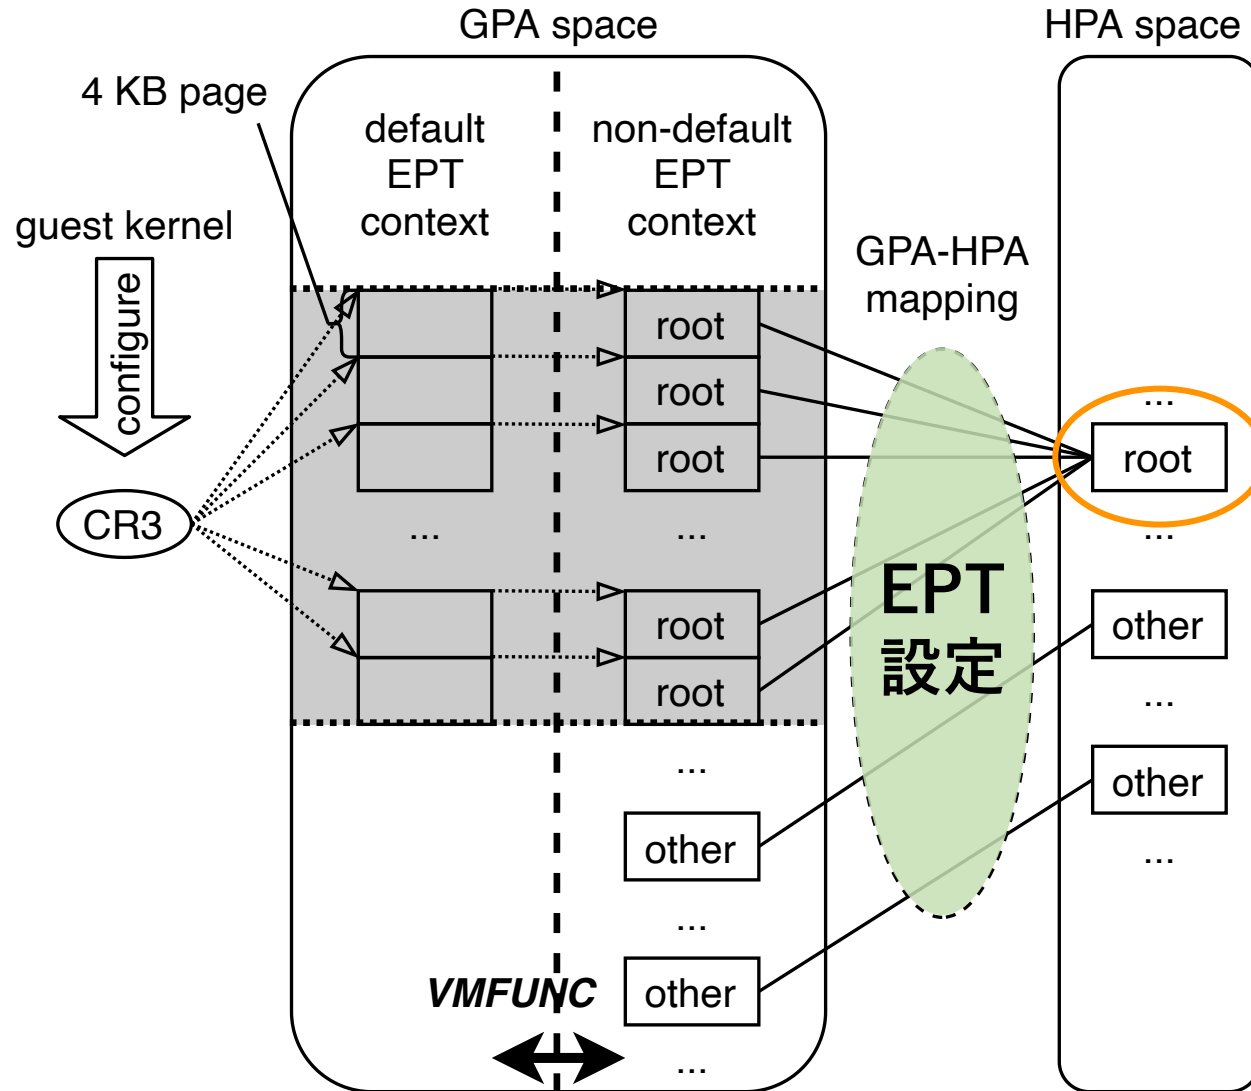 GPA space
HPA space
4 KB page
default
EPT
context
non-default
EPT
context
guest kernel
configure
CR3
GPA-HPA
mapping
root
root
root
...
...
root
root
...
other
...
other
...
VMFUNC
EPT
設定
...
root
...
other
...
other
...